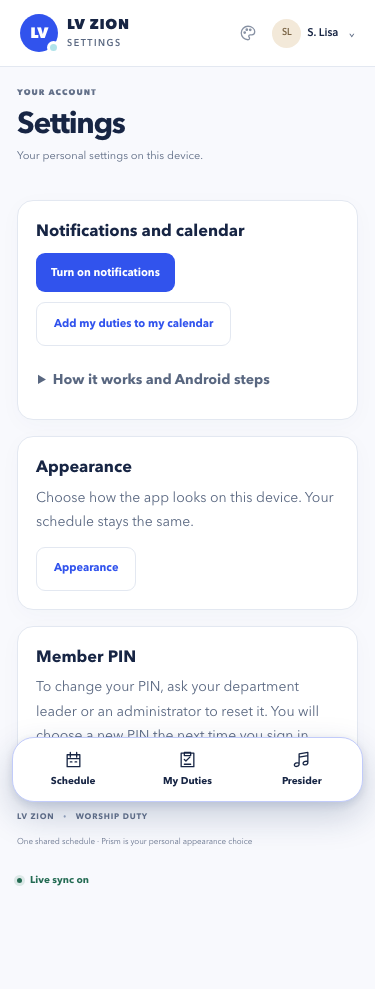 LV
LV ZION
SETTINGS
SL
S. Lisa
YOUR ACCOUNT
Settings
Your personal settings on this device.
Notifications and calendar
Turn on notifications
Add my duties to my calendar
How it works and Android steps
Appearance
Choose how the app looks on this device. Your
schedule stays the same.
Appearance
Member PIN
To change your PIN, ask your department
leader or an administrator to reset it. You will
choose a new PIN the next time you sign in
Schedule
My Duties
Presider
LV ZION • WORSHIP DUTY
One shared schedule · Prism is your personal appearance choice
Live sync on